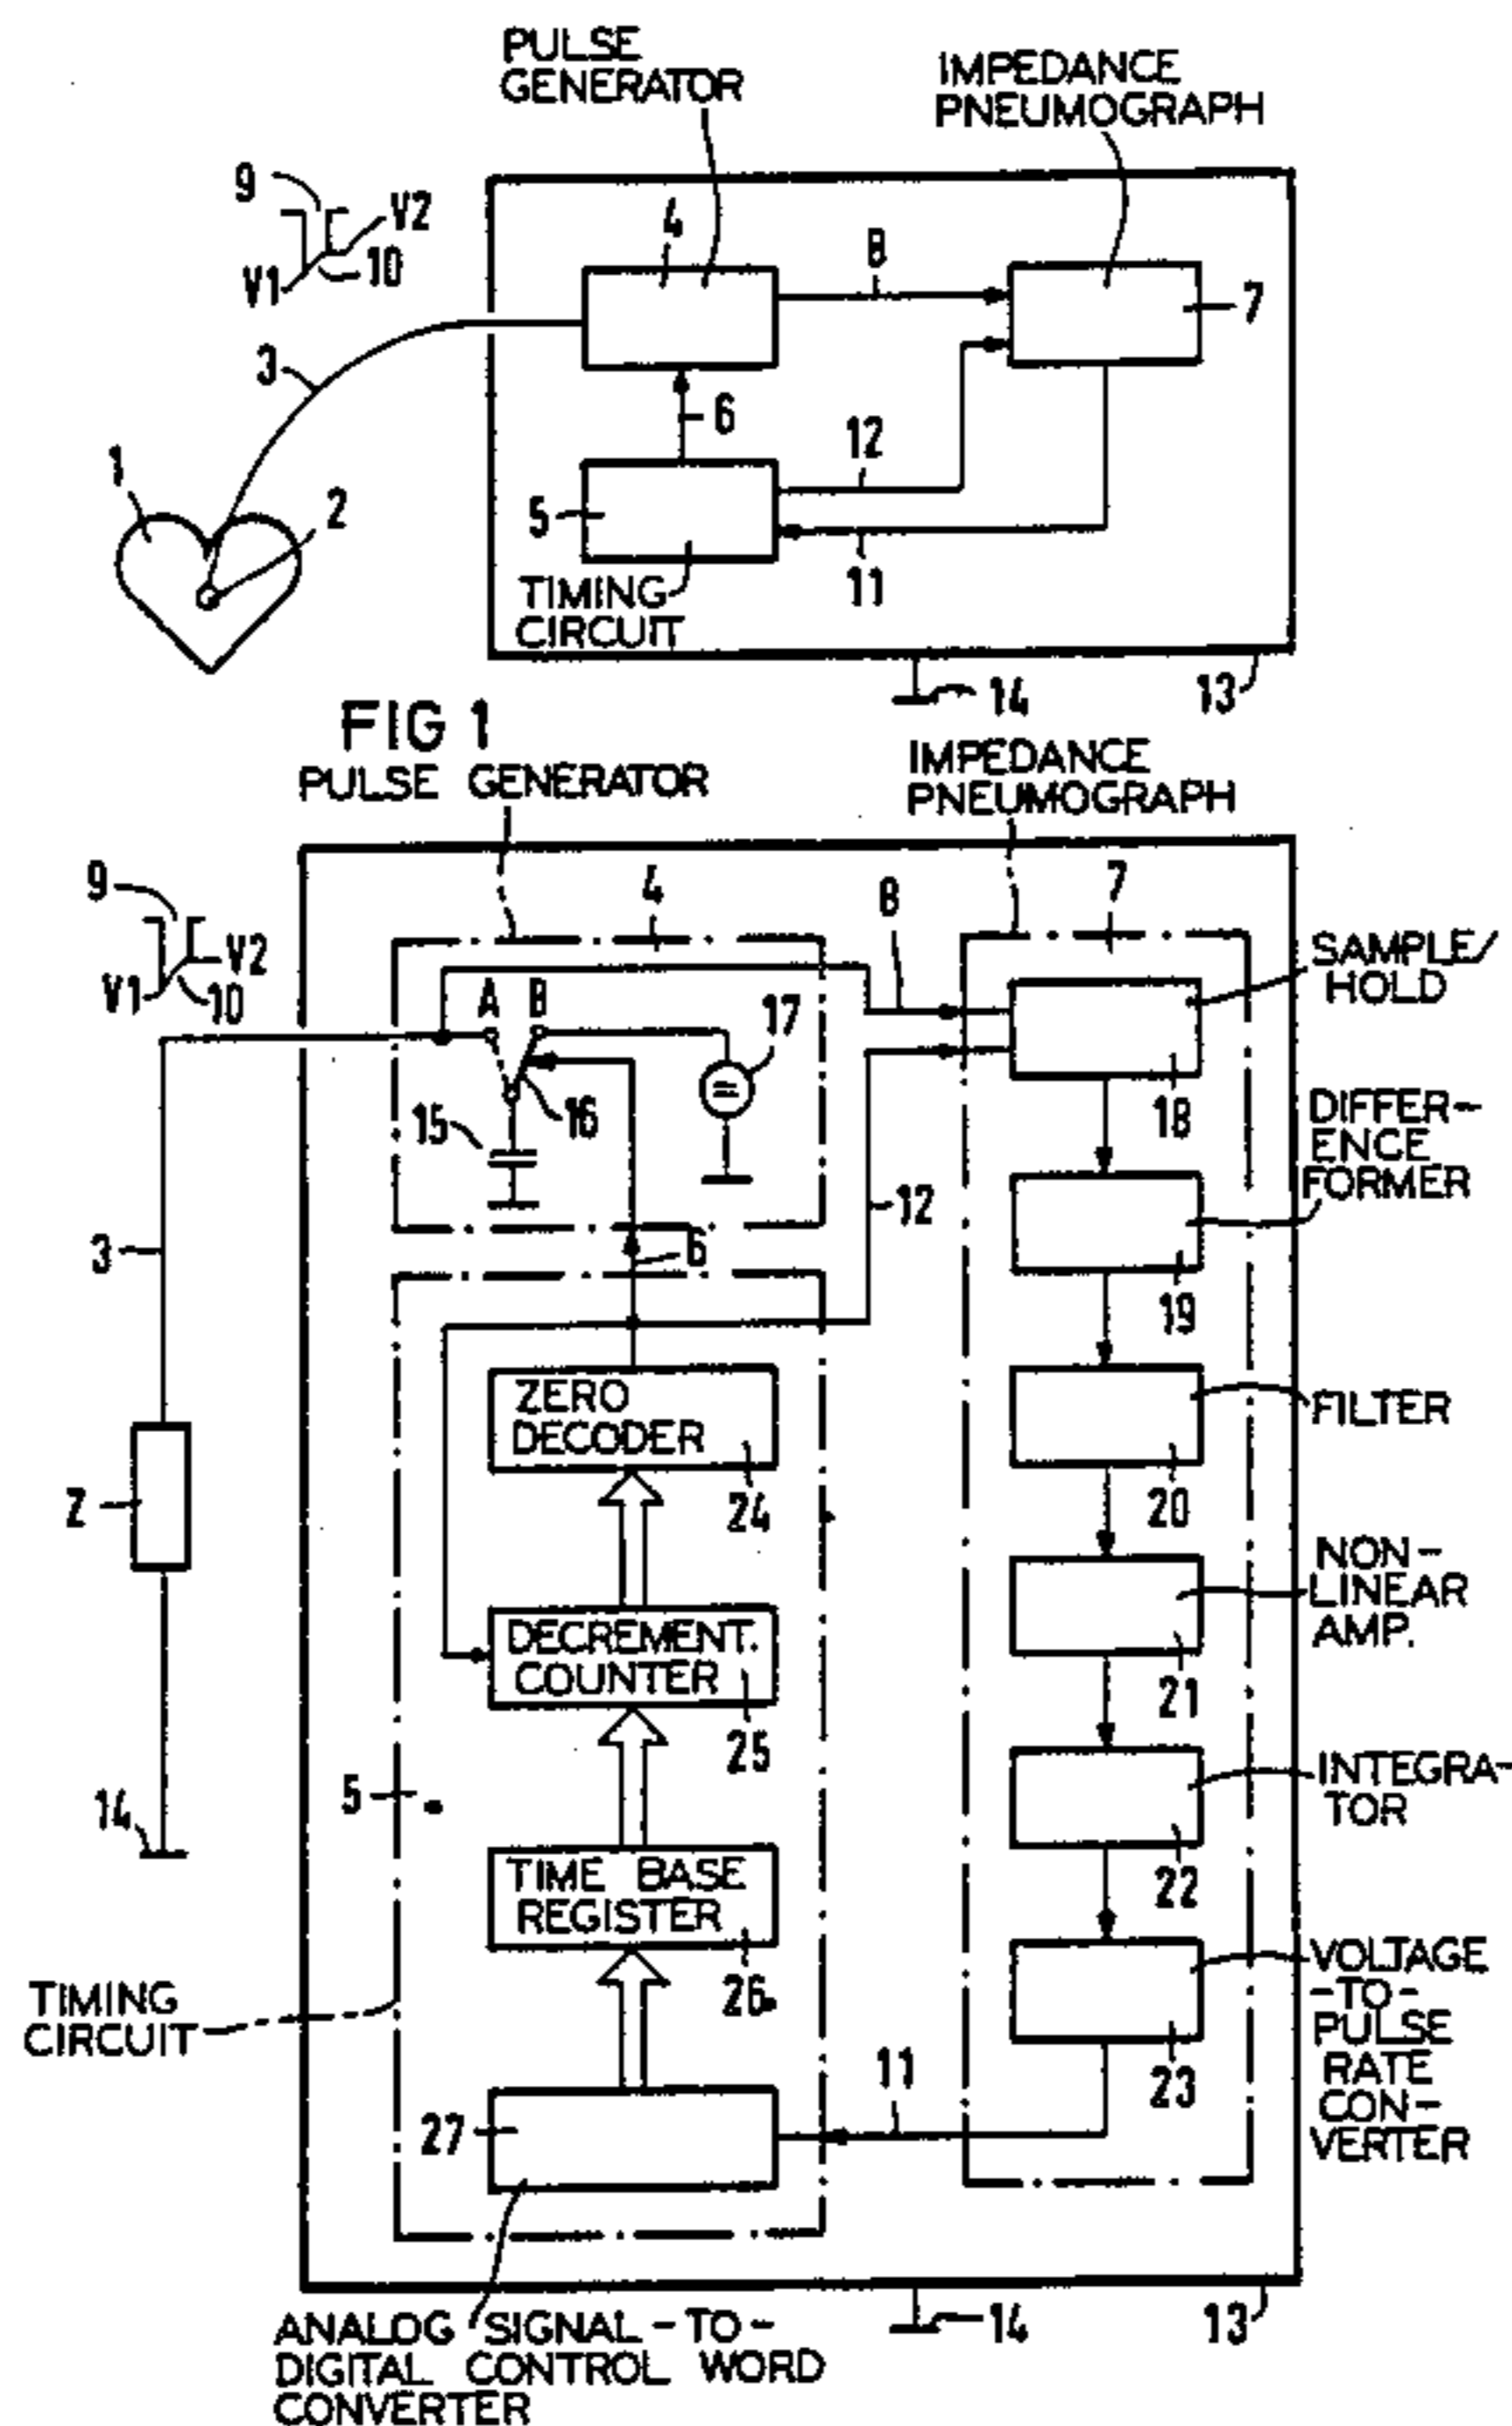 PULSE
GENERATOR
IMPEDANCE
PNEUMOGRAPH
9
V2
10
V1
4
8
7
3
6
12
1
2
5
11
TIMING
CIRCUIT
14
13
FIG 1
PULSE GENERATOR
IMPEDANCE
PNEUMOGRAPH
9
V2
V1
10
4
8
7
SAMPLE/
HOLD
A B
17
15
16
18
DIFFER-
ENCE
FORMER
12
3
6
19
ZERO
DECODER
24
FILTER
20
Z
NON-
LINEAR
AMP.
DECREMENT.
COUNTER
25
21
5
14
INTEGRA-
TOR
TIME BASE
REGISTER
26
22
TIMING
CIRCUIT
VOLTAGE
-TO-
PULSE
RATE
CON-
VERTER
23
11
27
14
13
ANALOG SIGNAL-TO-
DIGITAL CONTROL WORD
CONVERTER